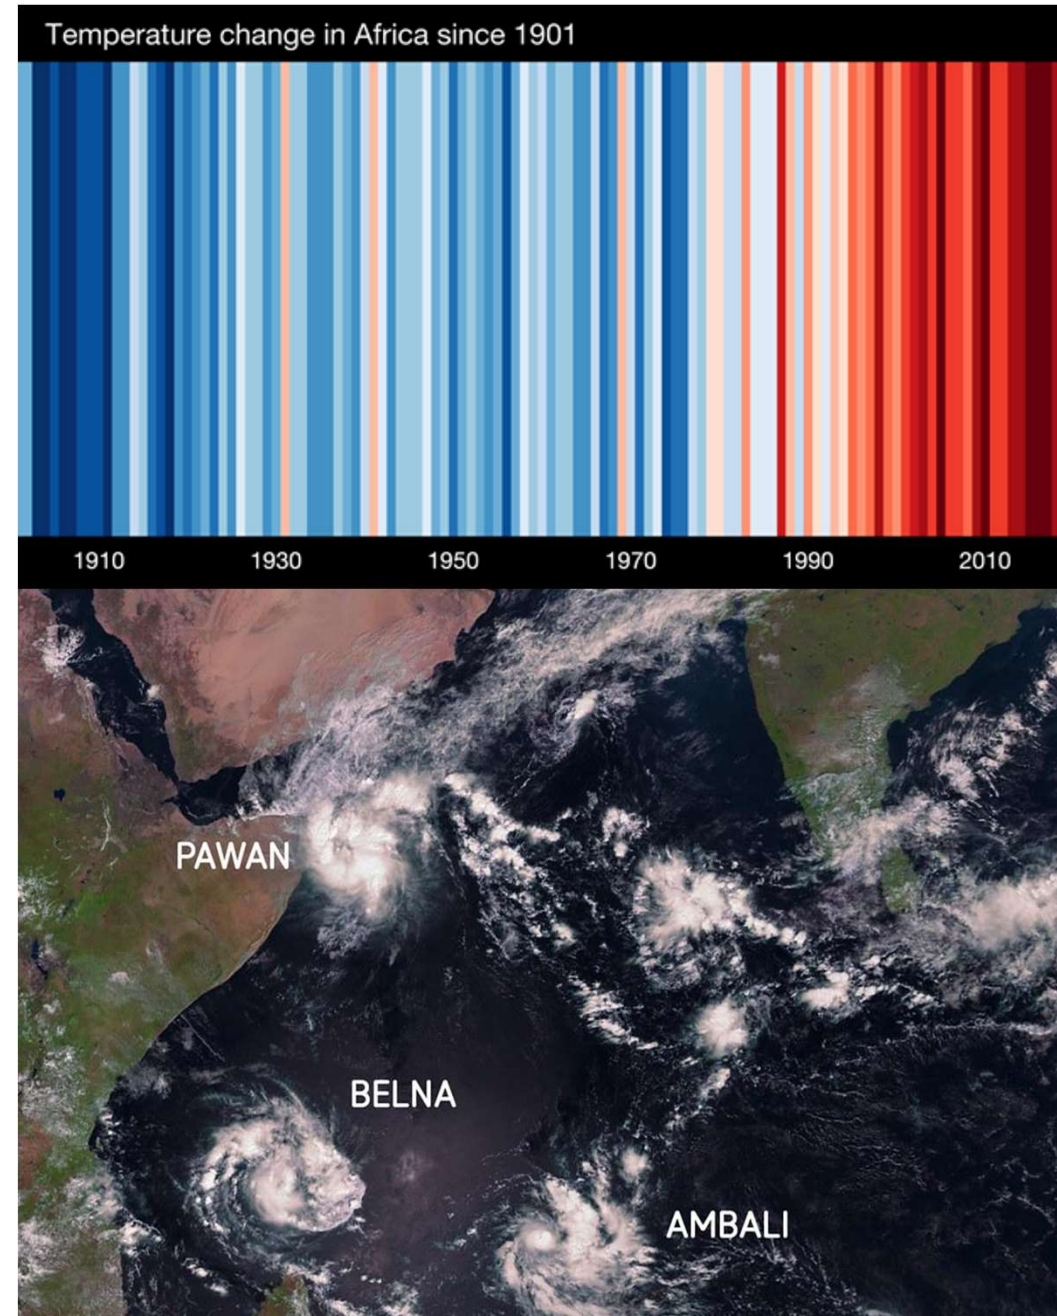 Temperature change in Africa since 1901
1910 1930 1950 1970 1990 2010
PAWAN
BELNA
AMBALI